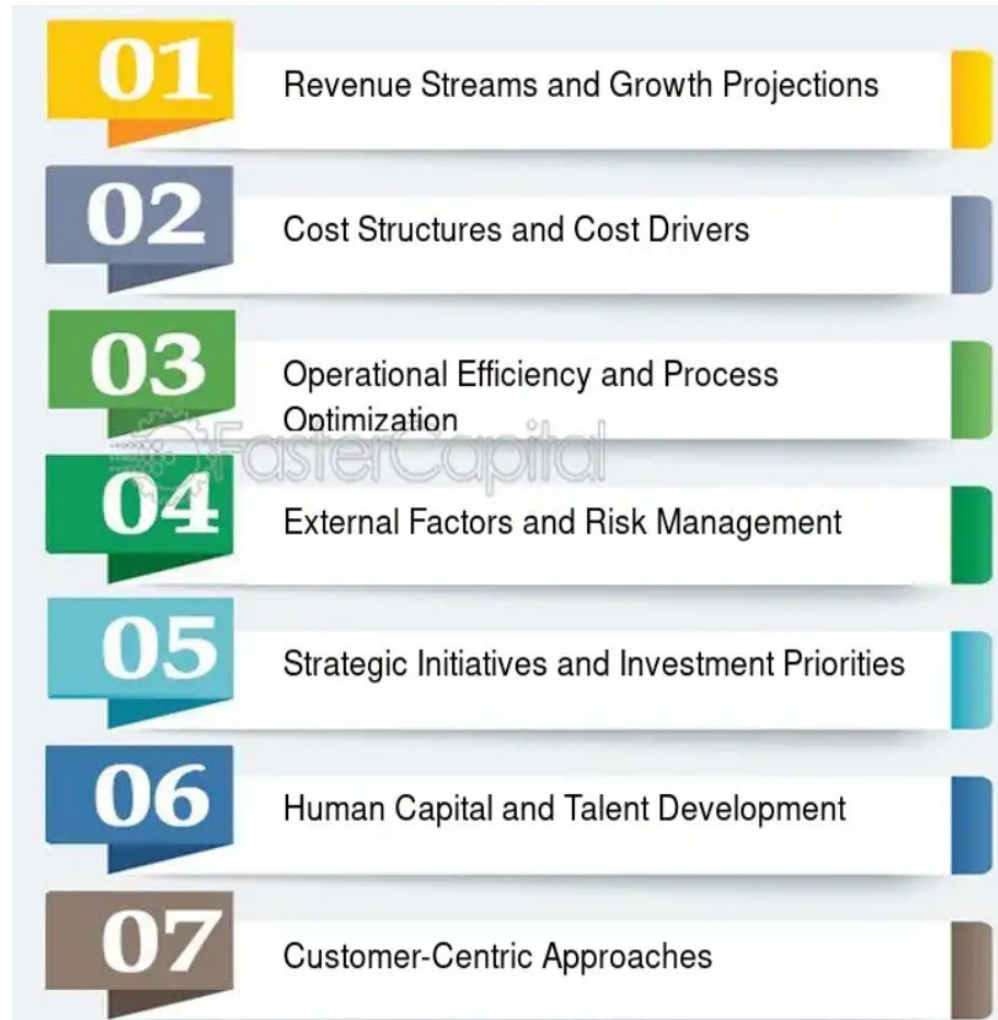 01
Revenue Streams and Growth Projections
02
Cost Structures and Cost Drivers
03
Operational Efficiency and Process
Optimization
FasterCapital
04
External Factors and Risk Management
05
Strategic Initiatives and Investment Priorities
06
Human Capital and Talent Development
07
Customer-Centric Approaches